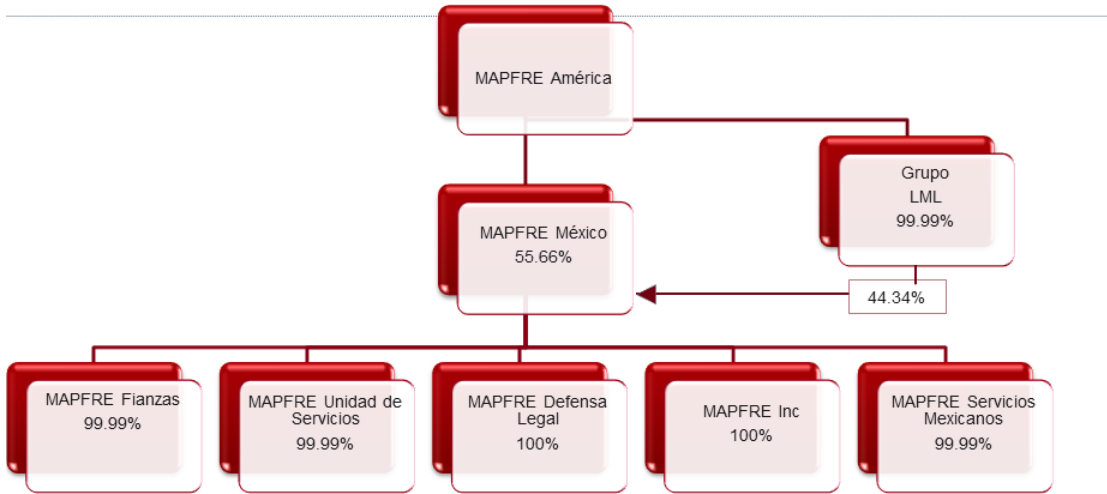 MAPFRE América
Grupo
LML
99.99%
MAPFRE México
55.66%
44.34%
MAPFRE Fianzas
99.99%
MAPFRE Unidad de
Servicios
99.99%
MAPFRE Defensa
Legal
100%
MAPFRE Inc
100%
MAPFRE Servicios
Mexicanos
99.99%